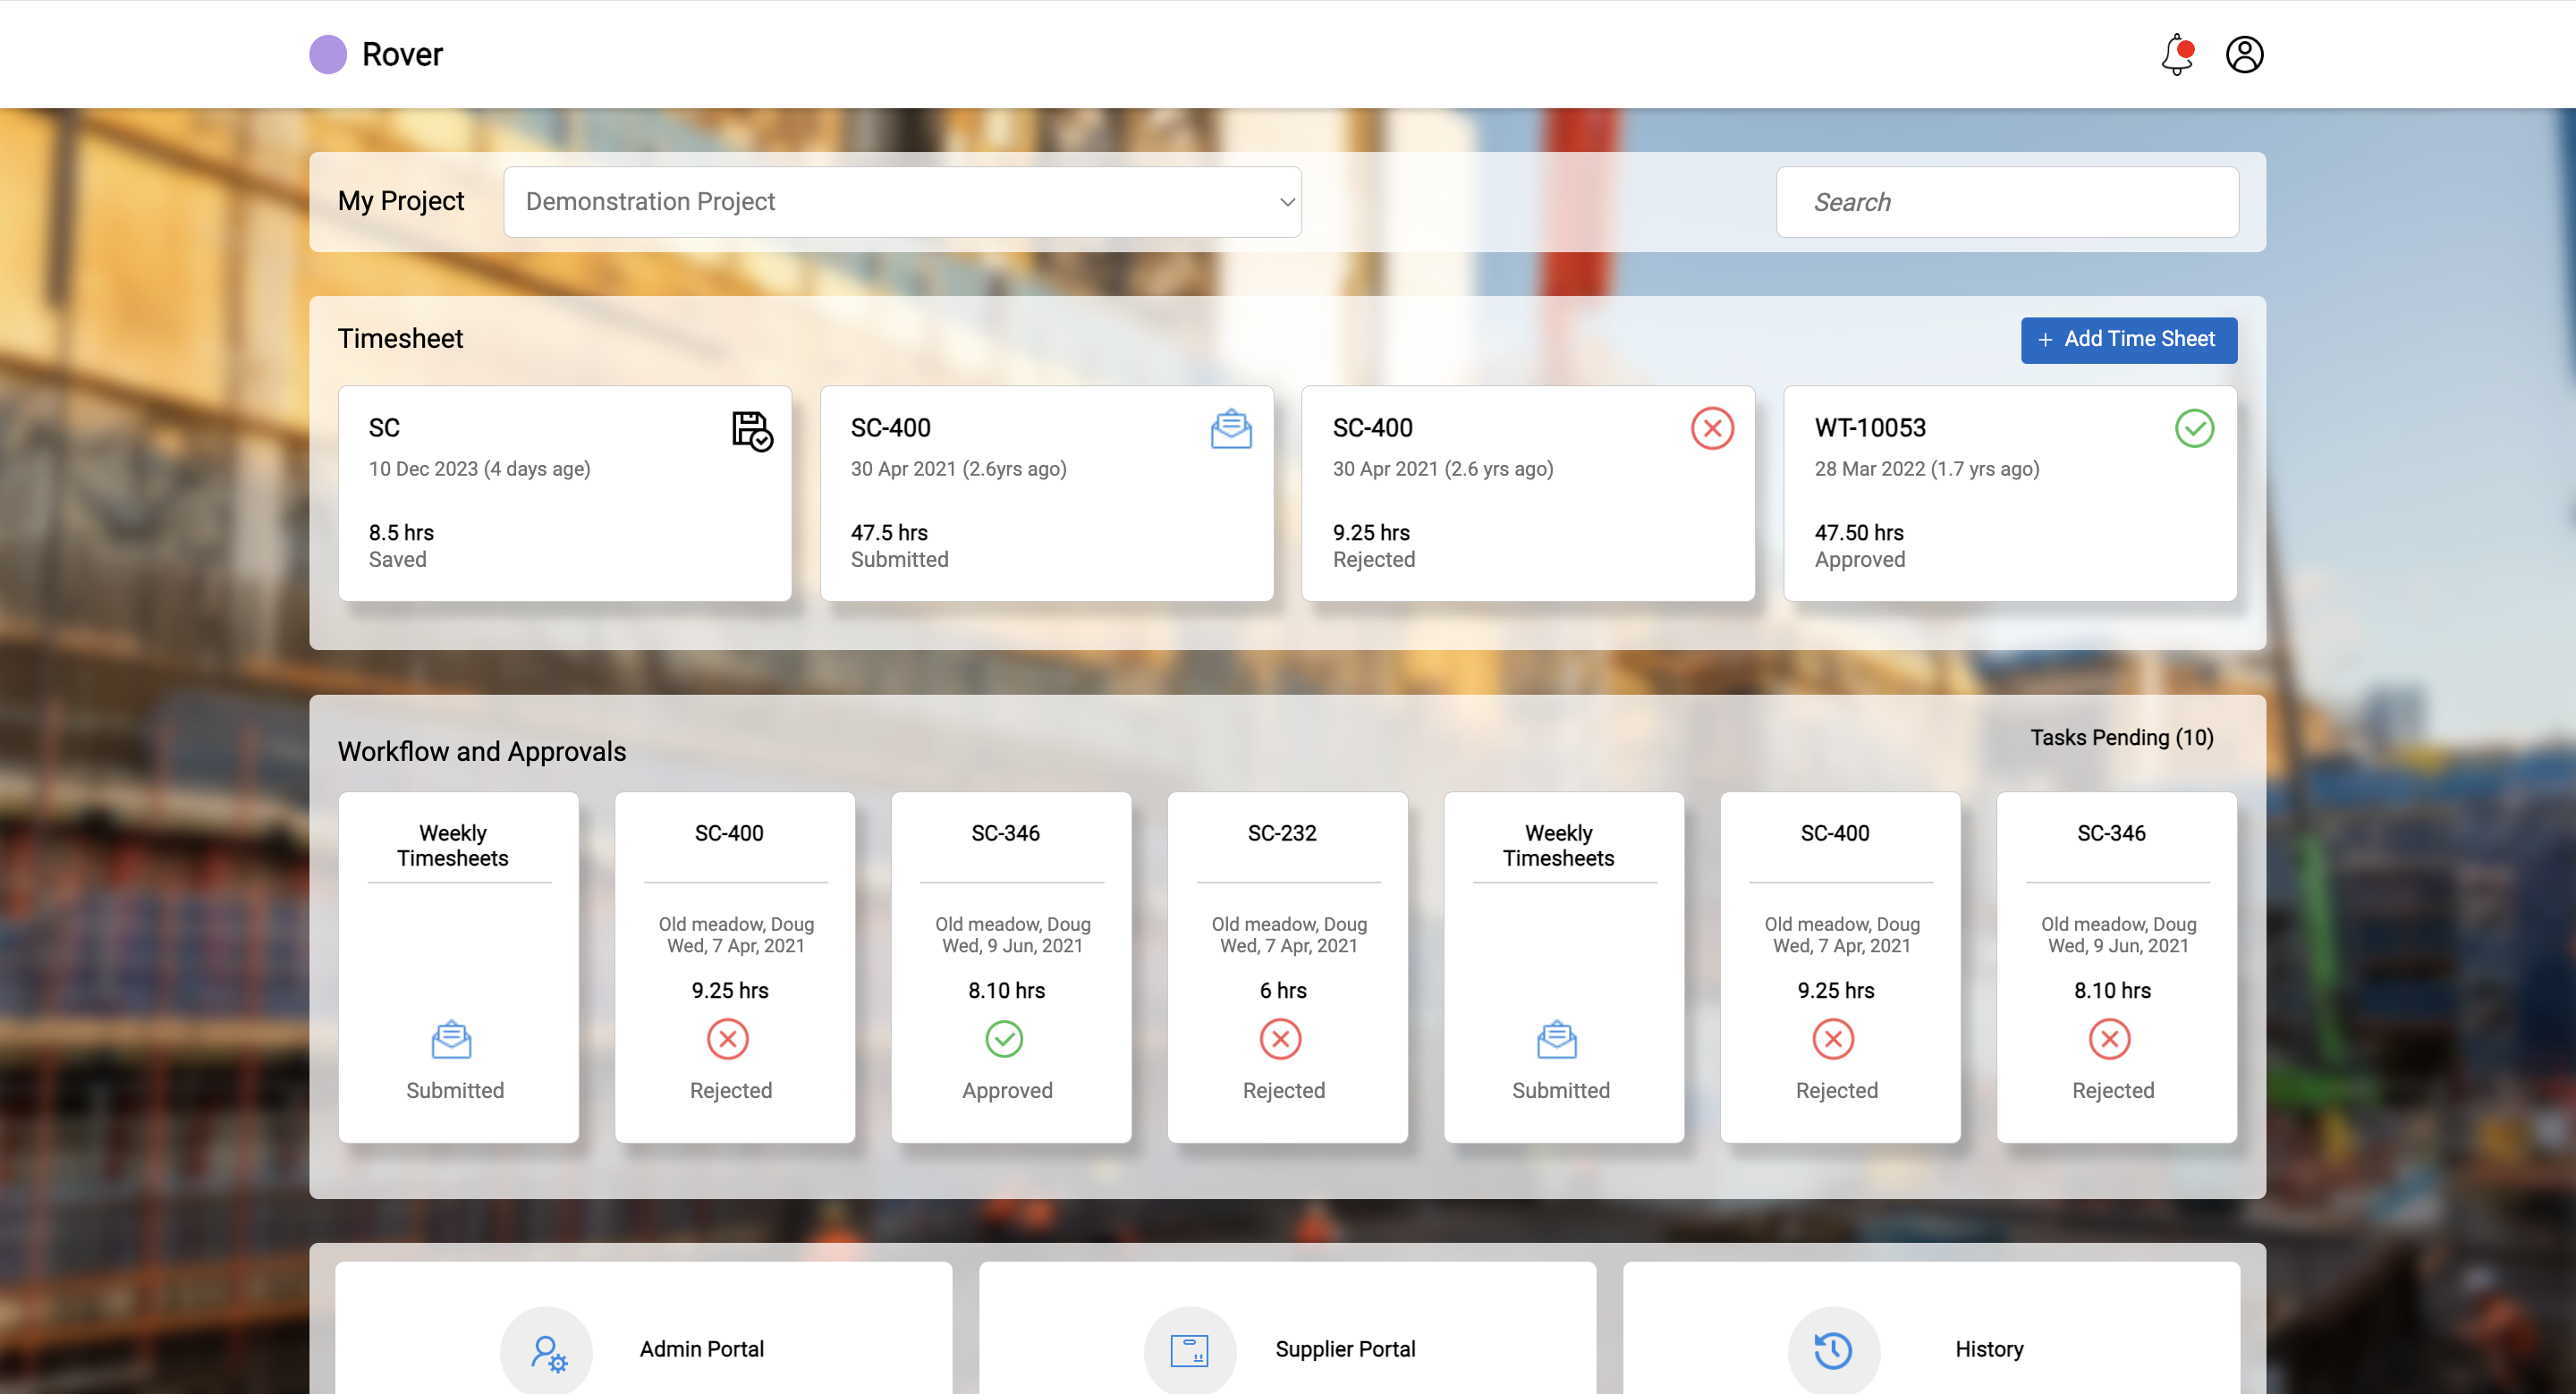 Rover
My Project
Demonstration Project
Search
Timesheet
+ Add Time Sheet
SC
10 Dec 2023 (4 days age)
8.5 hrs
Saved
SC-400
30 Apr 2021 (2.6yrs ago)
47.5 hrs
Submitted
SC-400
30 Apr 2021 (2.6 yrs ago)
9.25 hrs
Rejected
WT-10053
28 Mar 2022 (1.7 yrs ago)
47.50 hrs
Approved
Workflow and Approvals
Tasks Pending (10)
Weekly
Timesheets
Submitted
SC-400
Old meadow, Doug
Wed, 7 Apr, 2021
9.25 hrs
Rejected
SC-346
Old meadow, Doug
Wed, 9 Jun, 2021
8.10 hrs
Approved
SC-232
Old meadow, Doug
Wed, 7 Apr, 2021
6 hrs
Rejected
Weekly
Timesheets
Submitted
SC-400
Old meadow, Doug
Wed, 7 Apr, 2021
9.25 hrs
Rejected
SC-346
Old meadow, Doug
Wed, 9 Jun, 2021
8.10 hrs
Rejected
Admin Portal
Supplier Portal
History